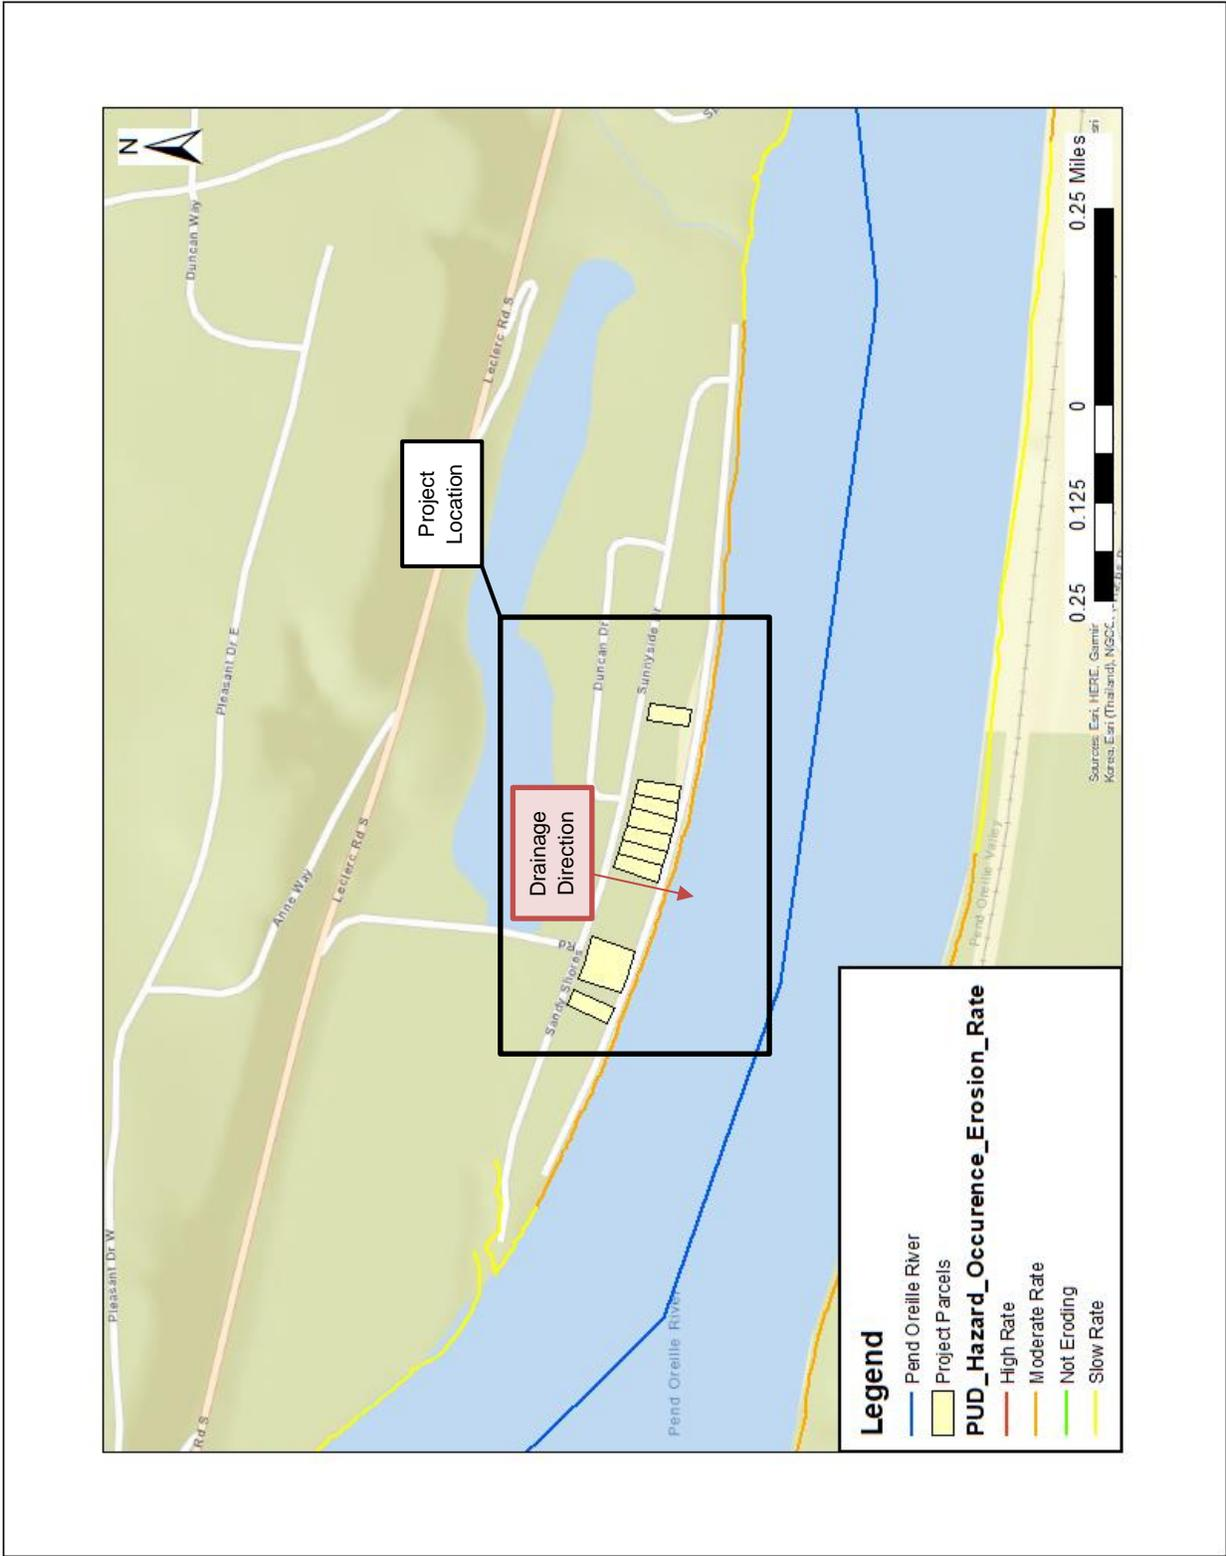 N
Duncan Way
Pleasant Dr E
Pleasant Dr W
Leclerc Rd S
Anne Way
Leclerc Rd S
Rd S
Project
Location
Duncan Dr
Sunnyside Dr
Drainage
Direction
Sandy Shores
Rd
Pend Oreille River
Pend Oreille Valley
0.25 0.125 0 0.25 Miles
Sources: Esri, HERE, Garmin
Korea, Esri (Thailand), NGCC,
sri
Legend
Pend Oreille River
Project Parcels
PUD_Hazard_Occurence_Erosion_Rate
High Rate
Moderate Rate
Not Eroding
Slow Rate